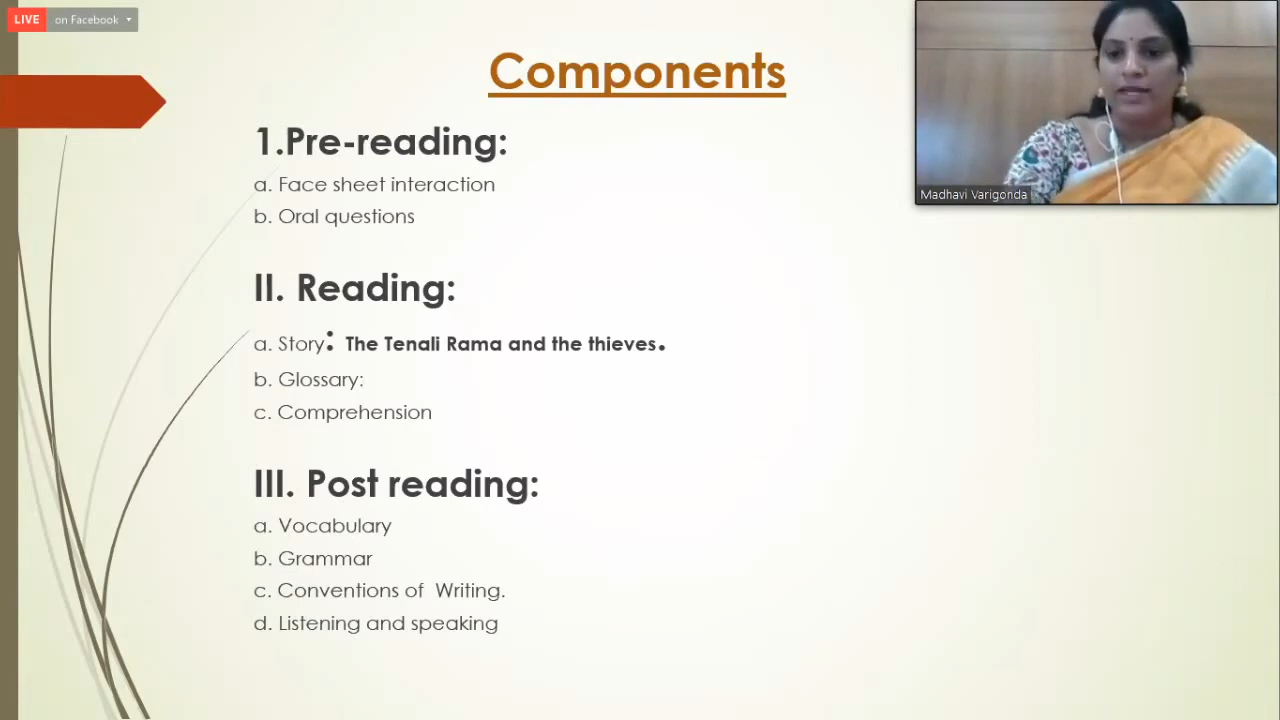 LIVE on Facebook
Components
1.Pre-reading:
a. Face sheet interaction
b. Oral questions
II. Reading:
a. Story: The Tenali Rama and the thieves.
b. Glossary:
c. Comprehension
III. Post reading:
a. Vocabulary
b. Grammar
c. Conventions of  Writing.
d. Listening and speaking
Madhavi Varigonda